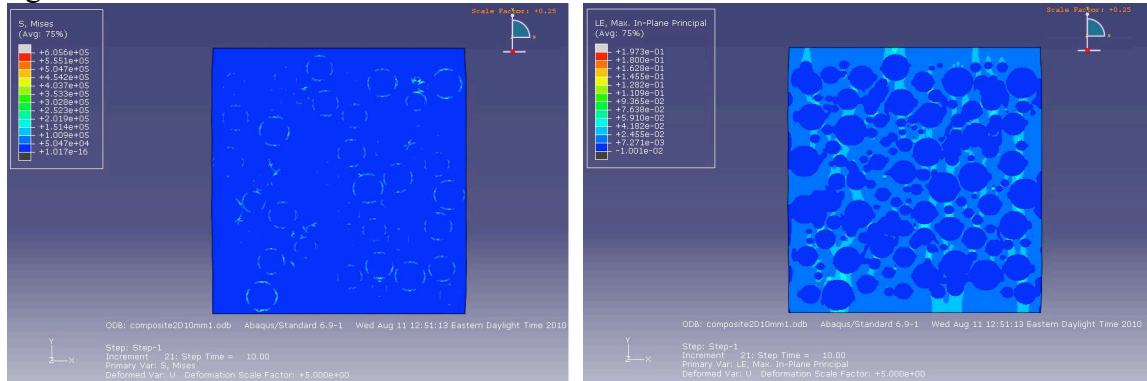 Scale Factor: +0.25
S, Mises
(Avg: 75%)
+6.056e+05
+5.551e+05
+5.047e+05
+4.542e+05
+4.037e+05
+3.533e+05
+3.028e+05
+2.523e+05
+2.019e+05
+1.514e+05
+1.009e+05
+5.047e+04
+1.017e-16
ODB: composite2D10mm1.odb Abaqus/Standard 6.9-1 Wed Aug 11 12:51:13 Eastern Daylight Time 2010
Y
Z X
Step: Step-1
Increment 21: Step Time = 10.00
Primary Var: S, Mises
Deformed Var: U Deformation Scale Factor: +5.000e+00
Scale Factor: +0.25
LE, Max. In-Plane Principal
(Avg: 75%)
+1.973e-01
+1.800e-01
+1.628e-01
+1.455e-01
+1.282e-01
+1.109e-01
+9.365e-02
+7.638e-02
+5.910e-02
+4.182e-02
+2.455e-02
+7.271e-03
-1.001e-02
ODB: composite2D10mm1.odb Abaqus/Standard 6.9-1 Wed Aug 11 12:51:13 Eastern Daylight Time 2010
Y
Z X
Step: Step-1
Increment 21: Step Time = 10.00
Primary Var: LE, Max. In-Plane Principal
Deformed Var: U Deformation Scale Factor: +5.000e+00